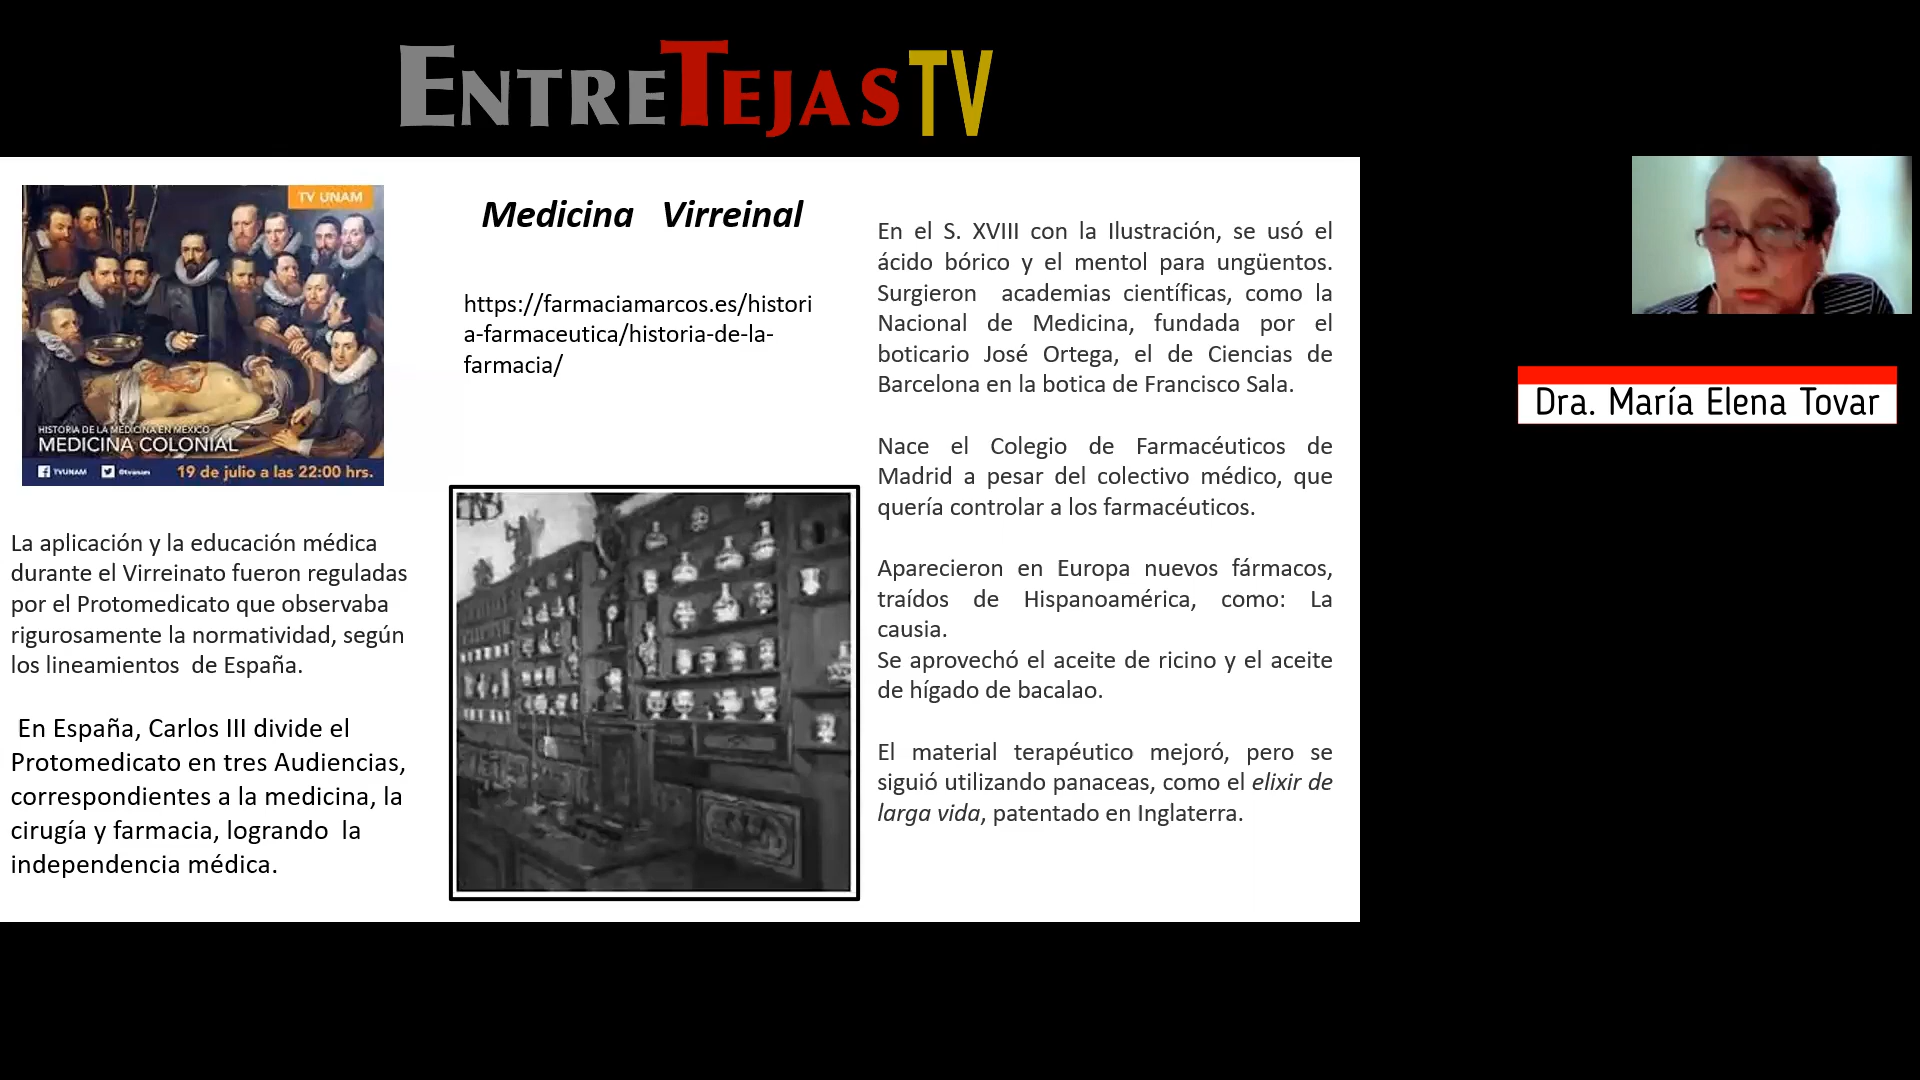 ENTRETEJAS TV
TV UNAM
HISTORIA DE LA MEDICINA EN MÉXICO
MEDICINA COLONIAL
TVUNAM @tvunam 19 de julio a las 22:00 hrs.
La aplicación y la educación médica
durante el Virreinato fueron reguladas
por el Protomedicato que observaba
rigurosamente la normatividad, según
los lineamientos de España.
En España, Carlos III divide el
Protomedicato en tres Audiencias,
correspondientes a la medicina, la
cirugía y farmacia, logrando la
independencia médica.
Medicina Virreinal
https://farmaciamarcos.es/histori
a-farmaceutica/historia-de-la-
farmacia/
En el S. XVIII con la Ilustración, se usó el
ácido bórico y el mentol para ungüentos.
Surgieron academias científicas, como la
Nacional de Medicina, fundada por el
boticario José Ortega, el de Ciencias de
Barcelona en la botica de Francisco Sala.
Nace el Colegio de Farmacéuticos de
Madrid a pesar del colectivo médico, que
quería controlar a los farmacéuticos.
Aparecieron en Europa nuevos fármacos,
traídos de Hispanoamérica, como: La
causia.
Se aprovechó el aceite de ricino y el aceite
de hígado de bacalao.
El material terapéutico mejoró, pero se
siguió utilizando panaceas, como el elixir de
larga vida, patentado en Inglaterra.
Dra. María Elena Tovar